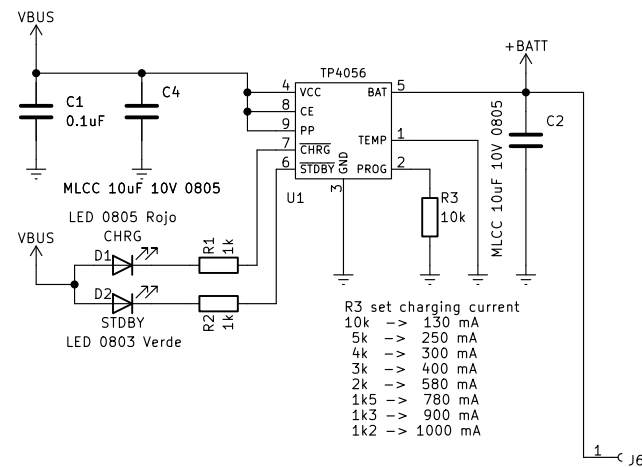 VBUS
+BATT
TP4056
C1
0.1uF
C4
4
VCC
BAT
5
8
CE
9
PP
TEMP
1
7
CHRG
6
STDBY
GND
PROG
2
3
U1
C2
MLCC 10uF 10V 0805
MLCC 10uF 10V 0805
R3
10k
LED 0805 Rojo
CHRG
VBUS
D1
R1
1k
D2
R2
1k
STDBY
LED 0803 Verde
R3 set charging current
10k -> 130 mA
5k -> 250 mA
4k -> 300 mA
3k -> 400 mA
2k -> 580 mA
1k5 -> 780 mA
1k3 -> 900 mA
1k2 -> 1000 mA
1
J6